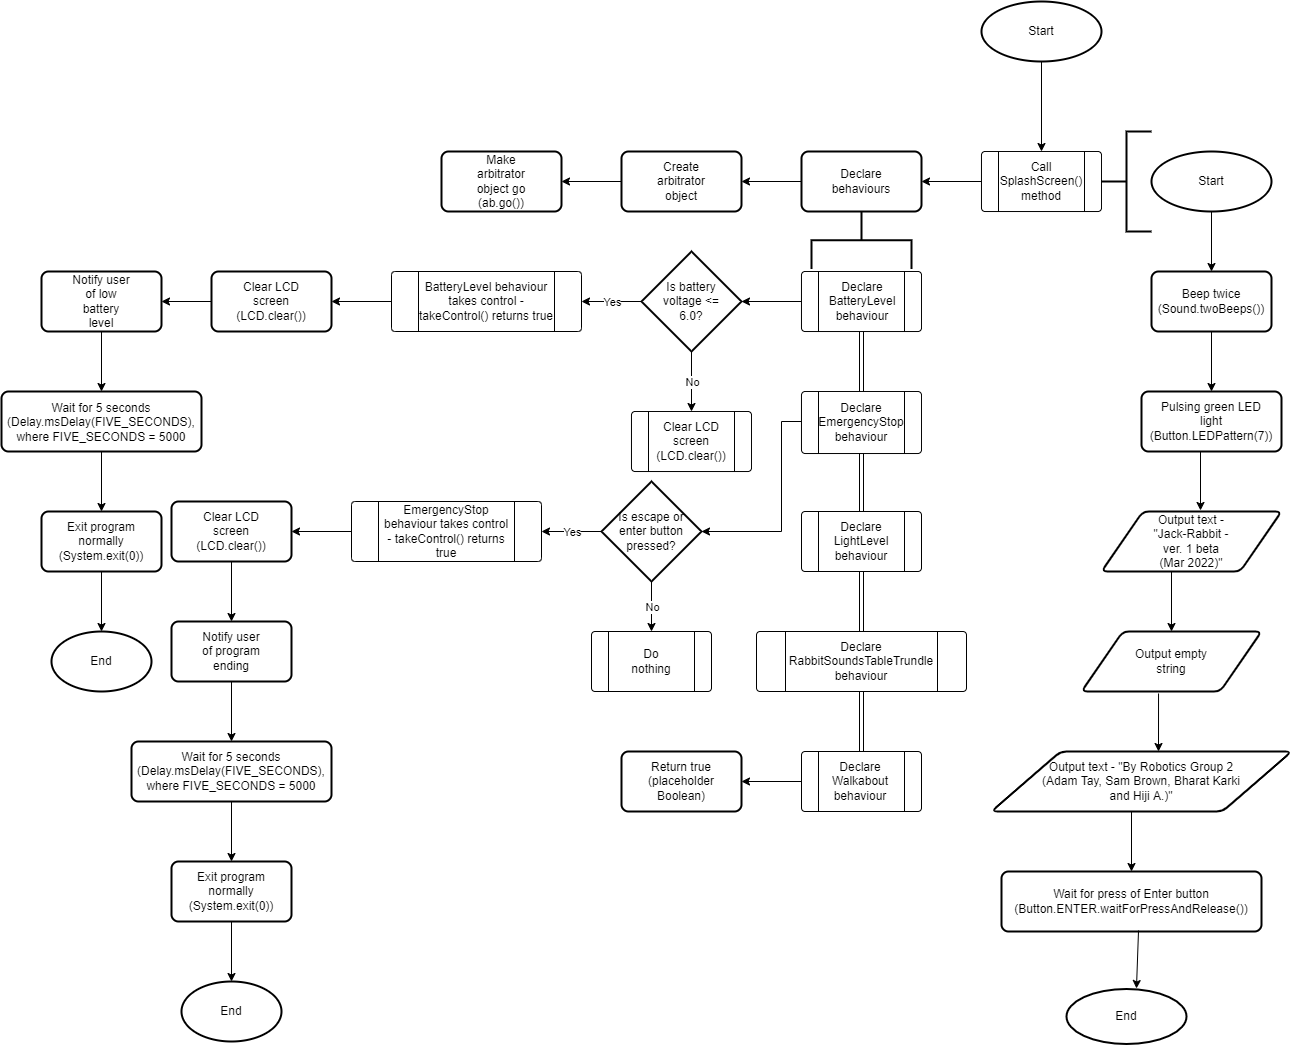 Start
Call
SplashScreen()
method
Start
Declare
behaviours
Create
arbitrator
object
Make
arbitrator
object go
(ab.go())
Beep twice
(Sound.twoBeeps())
Pulsing green LED
light
(Button.LEDPattern(7))
Output text -
"Jack-Rabbit -
ver. 1 beta
(Mar 2022)"
Output empty
string
Output text - "By Robotics Group 2
(Adam Tay, Sam Brown, Bharat Karki
and Hiji A.)"
Wait for press of Enter button
(Button.ENTER.waitForPressAndRelease())
End
Declare
BatteryLevel
behaviour
Is battery
voltage <=
6.0?
Yes
BatteryLevel behaviour
takes control -
takeControl() returns true
Clear LCD
screen
(LCD.clear())
Notify user
of low
battery
level
Wait for 5 seconds
(Delay.msDelay(FIVE_SECONDS),
where FIVE_SECONDS = 5000
Exit program
normally
(System.exit(0))
End
No
Clear LCD
screen
(LCD.clear())
Declare
EmergencyStop
behaviour
Is escape or
enter button
pressed?
Yes
EmergencyStop
behaviour takes control
- takeControl() returns
true
Clear LCD
screen
(LCD.clear())
Notify user
of program
ending
Wait for 5 seconds
(Delay.msDelay(FIVE_SECONDS),
where FIVE_SECONDS = 5000
Exit program
normally
(System.exit(0))
End
No
Do
nothing
Declare
LightLevel
behaviour
Declare
RabbitSoundsTableTrundle
behaviour
Declare
Walkabout
behaviour
Return true
(placeholder
Boolean)